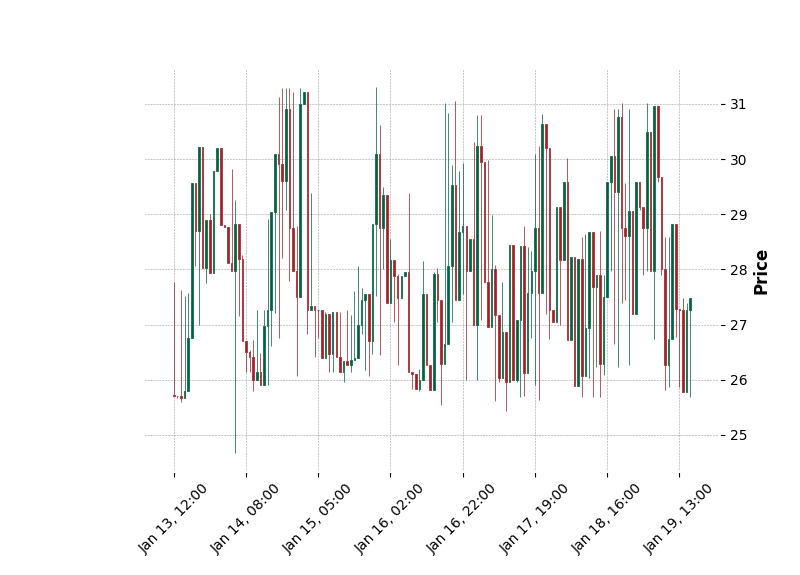 31
30
29
28
27
26
25
Price
Jan 13, 12:00
Jan 14, 08:00
Jan 15, 05:00
Jan 16, 02:00
Jan 16, 22:00
Jan 17, 19:00
Jan 18, 16:00
Jan 19, 13:00